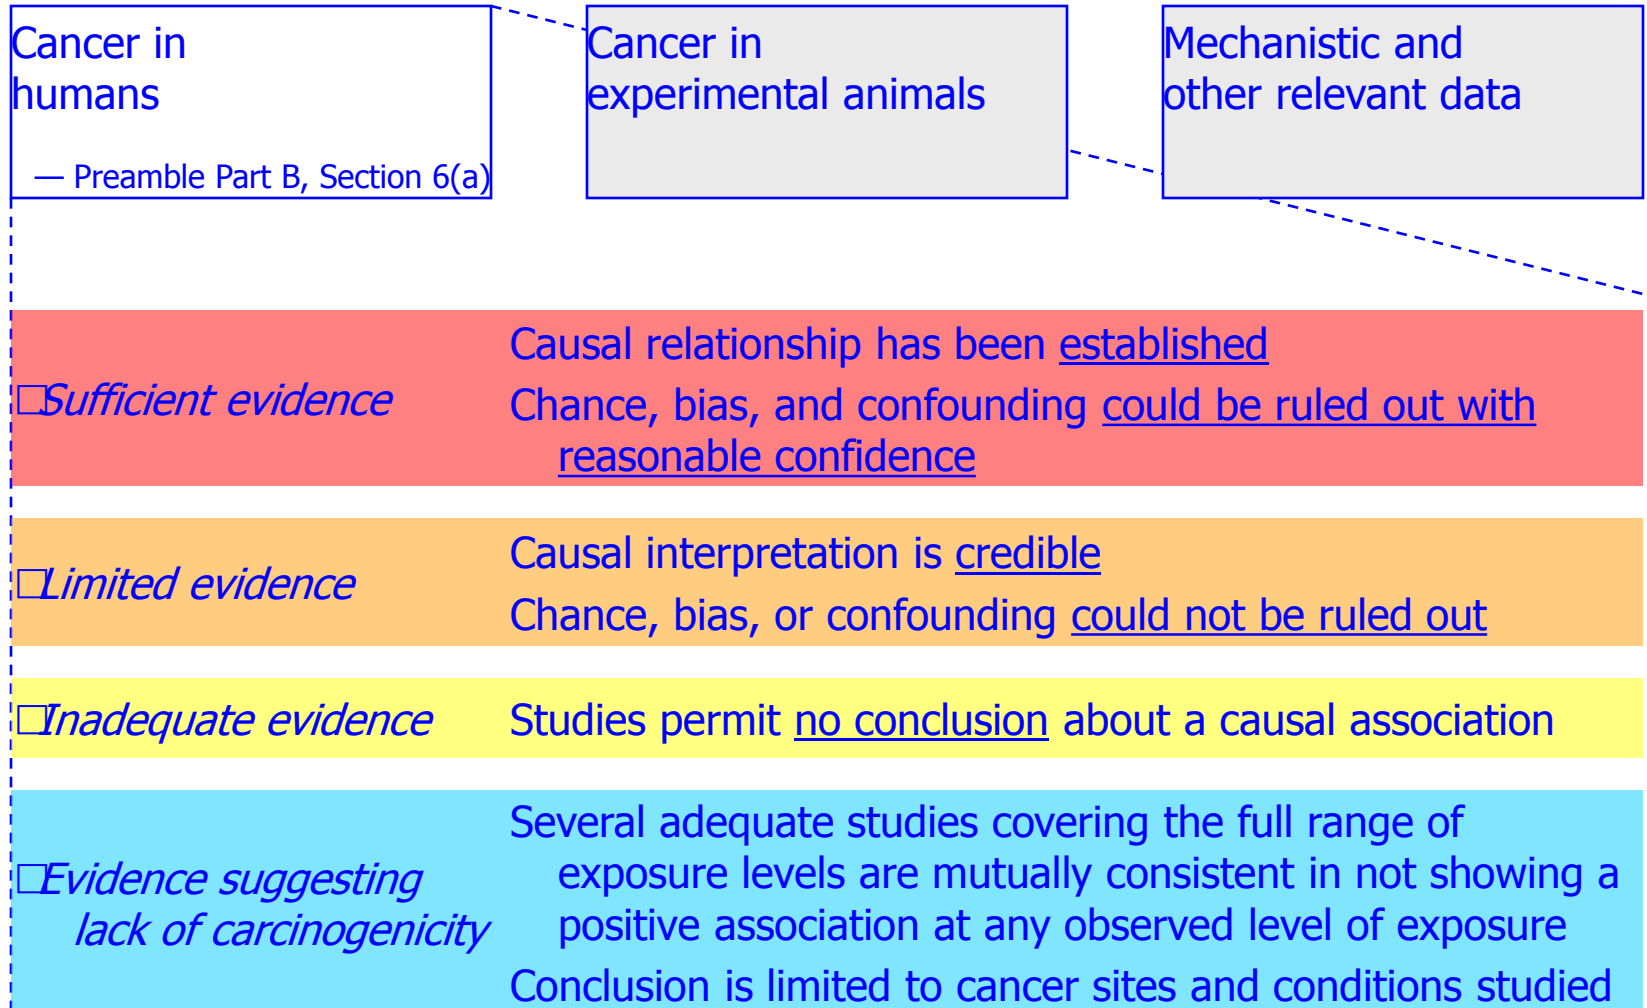 Cancer in
humans
— Preamble Part B, Section 6(a)
Cancer in
experimental animals
Mechanistic and
other relevant data
□Sufficient evidence
Causal relationship has been established
Chance, bias, and confounding could be ruled out with
reasonable confidence
□Limited evidence
Causal interpretation is credible
Chance, bias, or confounding could not be ruled out
□Inadequate evidence
Studies permit no conclusion about a causal association
□Evidence suggesting
lack of carcinogenicity
Several adequate studies covering the full range of
exposure levels are mutually consistent in not showing a
positive association at any observed level of exposure
Conclusion is limited to cancer sites and conditions studied